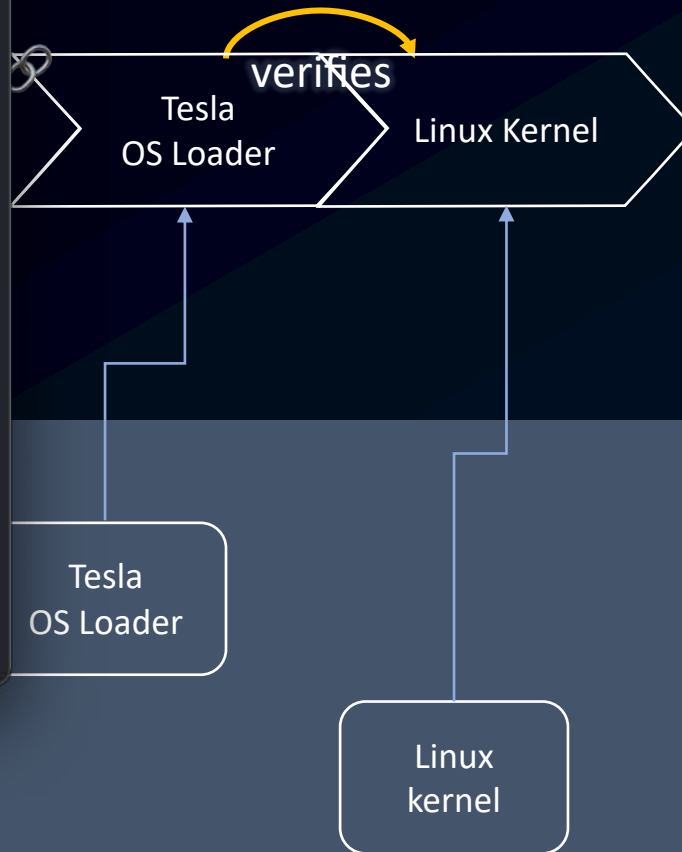 verifies
Tesla
OS Loader
Linux Kernel
Tesla
OS Loader
Linux
kernel